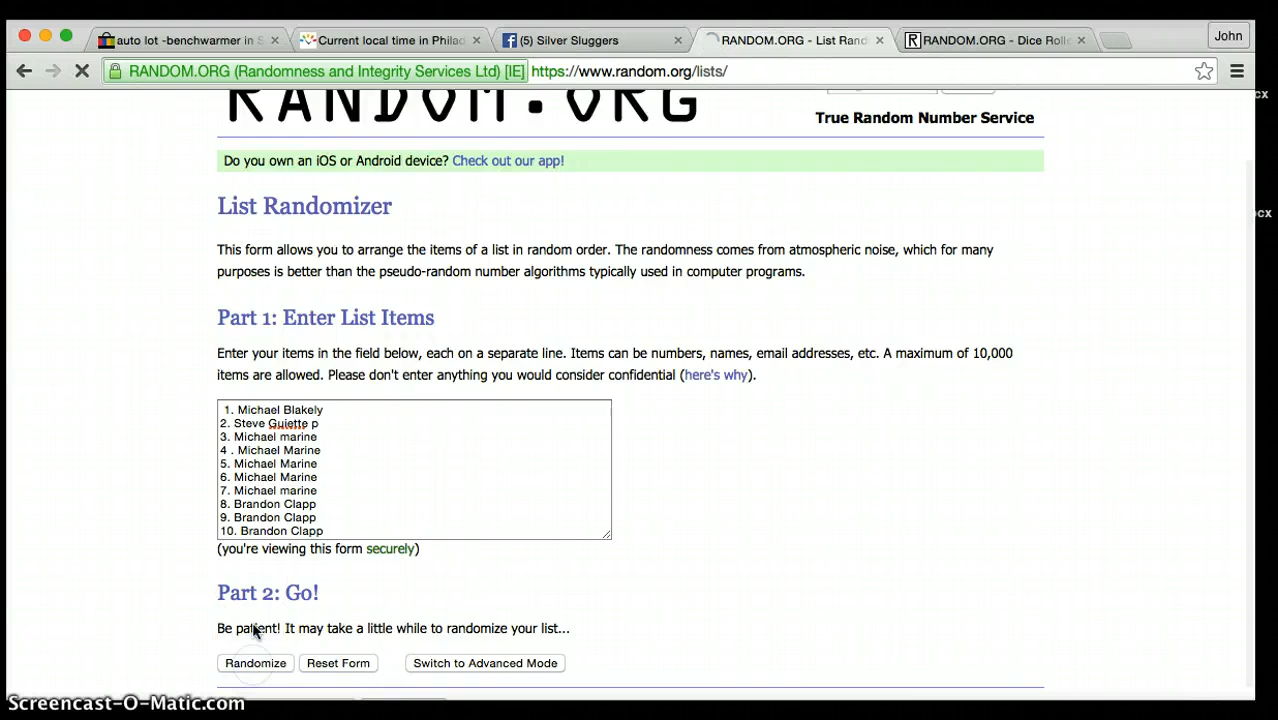 auto lot -benchwarmer in S
Current local time in Philad
(5) Silver Sluggers
RANDOM.ORG - List Rand
RANDOM.ORG - Dice Rolle
John
RANDOM.ORG (Randomness and Integrity Services Ltd) [IE] https://www.random.org/lists/
cx
RANDOM.ORG
True Random Number Service
Do you own an iOS or Android device? Check out our app!
List Randomizer
ocx
This form allows you to arrange the items of a list in random order. The randomness comes from atmospheric noise, which for many
purposes is better than the pseudo-random number algorithms typically used in computer programs.
Part 1: Enter List Items
Enter your items in the field below, each on a separate line. Items can be numbers, names, email addresses, etc. A maximum of 10,000
items are allowed. Please don't enter anything you would consider confidential (here's why).
1. Michael Blakely
2. Steve Guiette p
3. Michael marine
4 . Michael Marine
5. Michael Marine
6. Michael Marine
7. Michael marine
8. Brandon Clapp
9. Brandon Clapp
10. Brandon Clapp
(you're viewing this form securely)
Part 2: Go!
Be patient! It may take a little while to randomize your list...
Randomize
Reset Form
Switch to Advanced Mode
Screencast-O-Matic.com